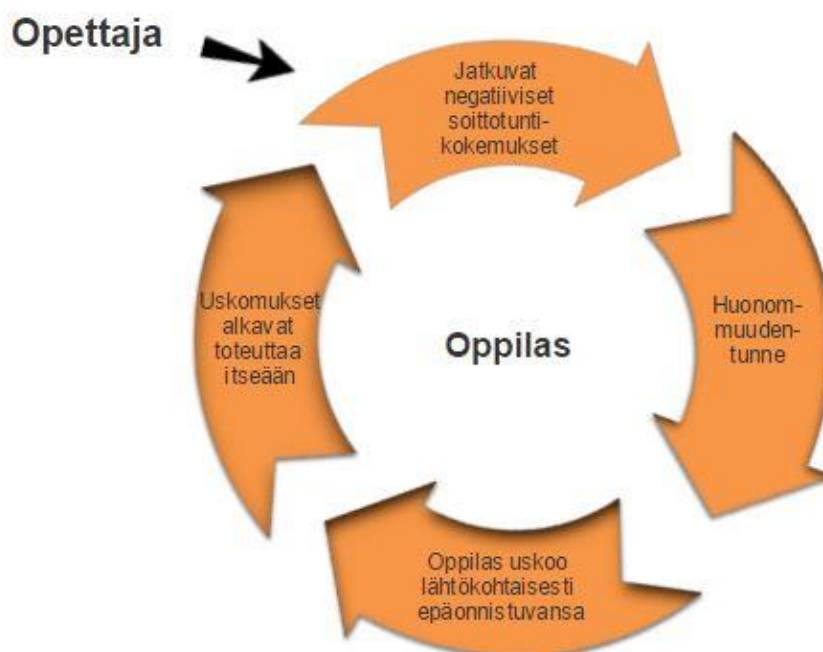 Opettaja
Jatkuvat
negatiiviset
soittotunti-
kokemukset
Huonom-
muuden-
tunne
Oppilas uskoo
lähtökohtaisesti
epäonnistuvansa
Uskomukset
alkavat
toteuttaa
itseään
Oppilas